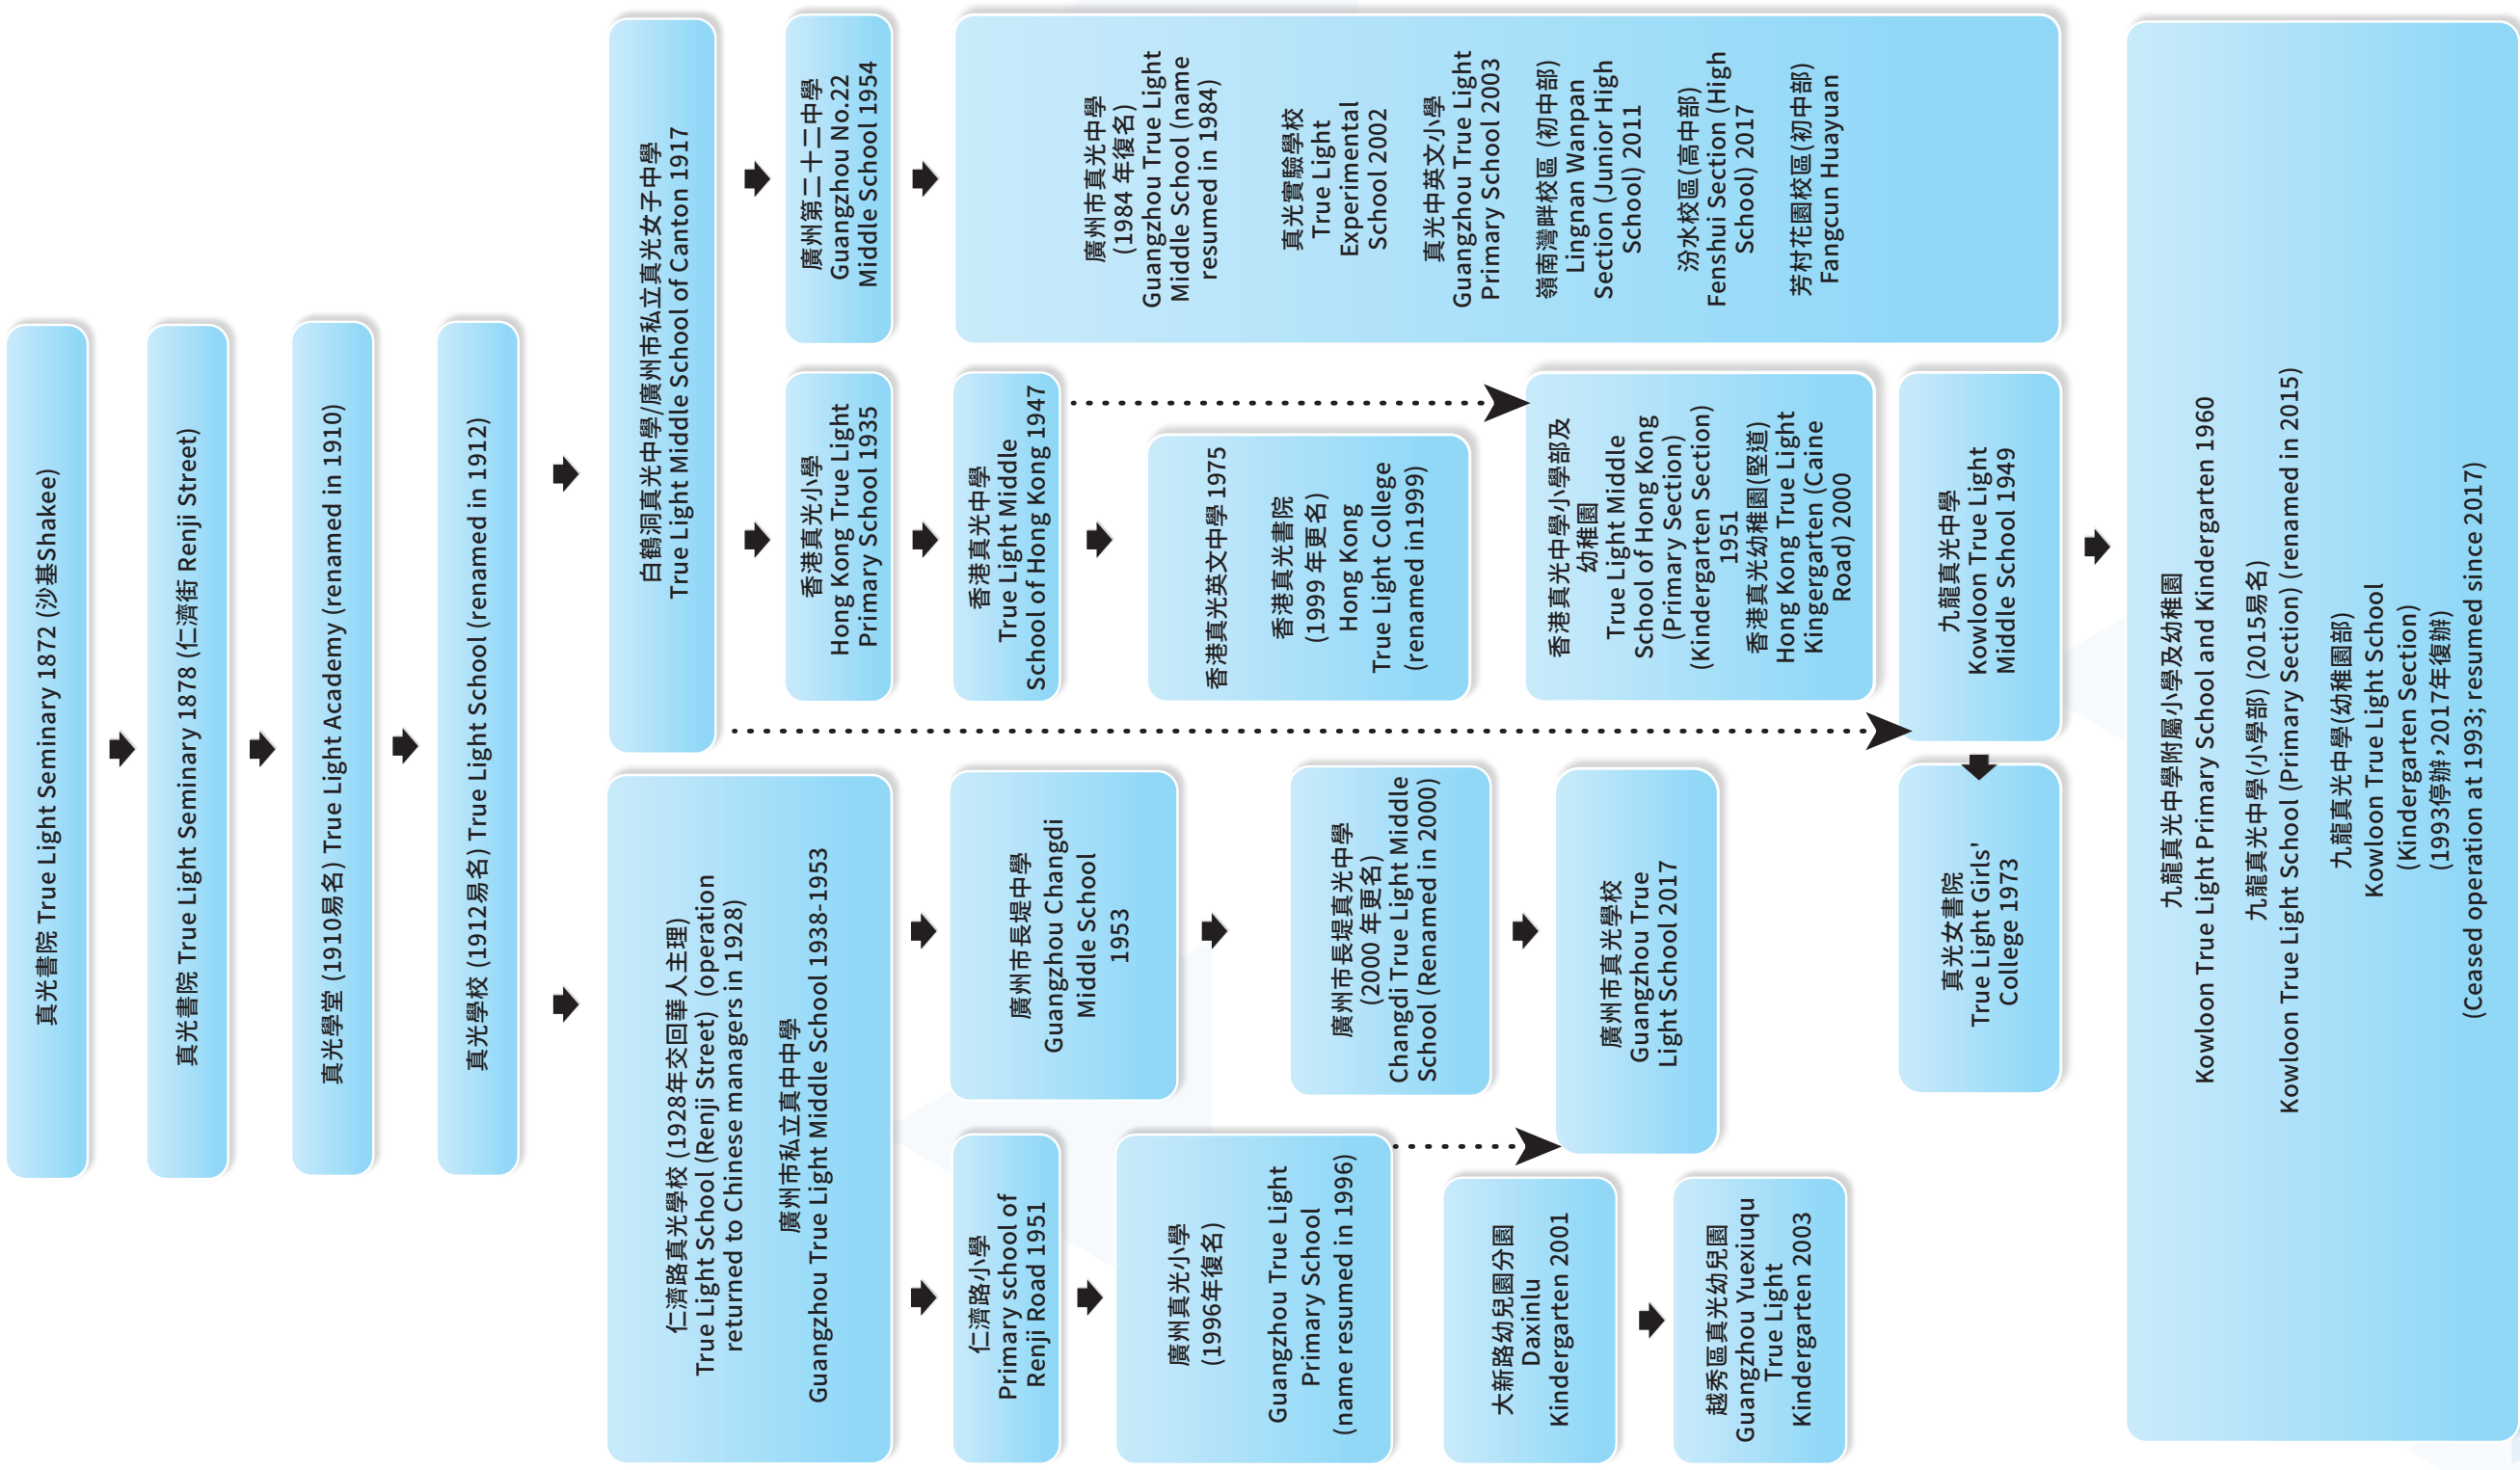 真光書院 True Light Seminary 1872 (沙基Shakee)
真光書院 True Light Seminary 1878 (仁濟街 Renji Street)
真光學堂 (1910易名) True Light Academy (renamed in 1910)
真光學校 (1912易名) True Light School (renamed in 1912)
仁濟路真光學校 (1928年交回華人主理)
True Light School (Renji Street) (operation
returned to Chinese managers in 1928)
廣州市私立真中中學
Guangzhou True Light Middle School 1938-1953
白鶴洞真光中學/廣州市私立真光女子中學
True Light Middle School of Canton 1917
仁濟路小學
Primary school of
Renji Road 1951
廣州真光小學
(1996年復名)
Guangzhou True Light
Primary School
(name resumed in 1996)
大新路幼兒園分園
Daxinlu
Kindergarten 2001
越秀區真光幼兒園
Guangzhou Yuexiuqu
True Light
Kindergarten 2003
廣州市長堤中學
Guangzhou Changdi
Middle School
1953
廣州市長堤真光中學
(2000 年更名)
Changdi True Light Middle
School (Renamed in 2000)
廣州市真光學校
Guangzhou True
Light School 2017
香港真光小學
Hong Kong True Light
Primary School 1935
香港真光中學
True Light Middle
School of Hong Kong 1947
香港真光英文中學 1975
香港真光書院
(1999 年更名)
Hong Kong
True Light College
(renamed in1999)
香港真光中學小學部及
幼稚園
True Light Middle
School of Hong Kong
(Primary Section)
(Kindergarten Section)
1951
香港真光幼稚園(堅道)
Hong Kong True Light
Kingergarten (Caine
Road) 2000
廣州第二十二中學
Guangzhou No.22
Middle School 1954
廣州市真光中學
(1984 年復名)
Guangzhou True Light
Middle School (name
resumed in 1984)
真光實驗學校
True Light
Experimental
School 2002
真光中英文小學
Guangzhou True Light
Primary School 2003
嶺南灣畔校區 (初中部)
Lingnan Wanpan
Section (Junior High
School) 2011
汾水校區(高中部)
Fenshui Section (High
School) 2017
芳村花園校區(初中部)
Fangcun Huayuan
真光女書院
True Light Girls'
College 1973
九龍真光中學
Kowloon True Light
Middle School 1949
九龍真光中學附屬小學及幼稚園
Kowloon True Light Primary School and Kindergarten 1960
九龍真光中學(小學部) (2015易名)
Kowloon True Light School (Primary Section) (renamed in 2015)
九龍真光中學(幼稚園部)
Kowloon True Light School
(Kindergarten Section)
(1993停辦,2017年復辦)
(Ceased operation at 1993; resumed since 2017)